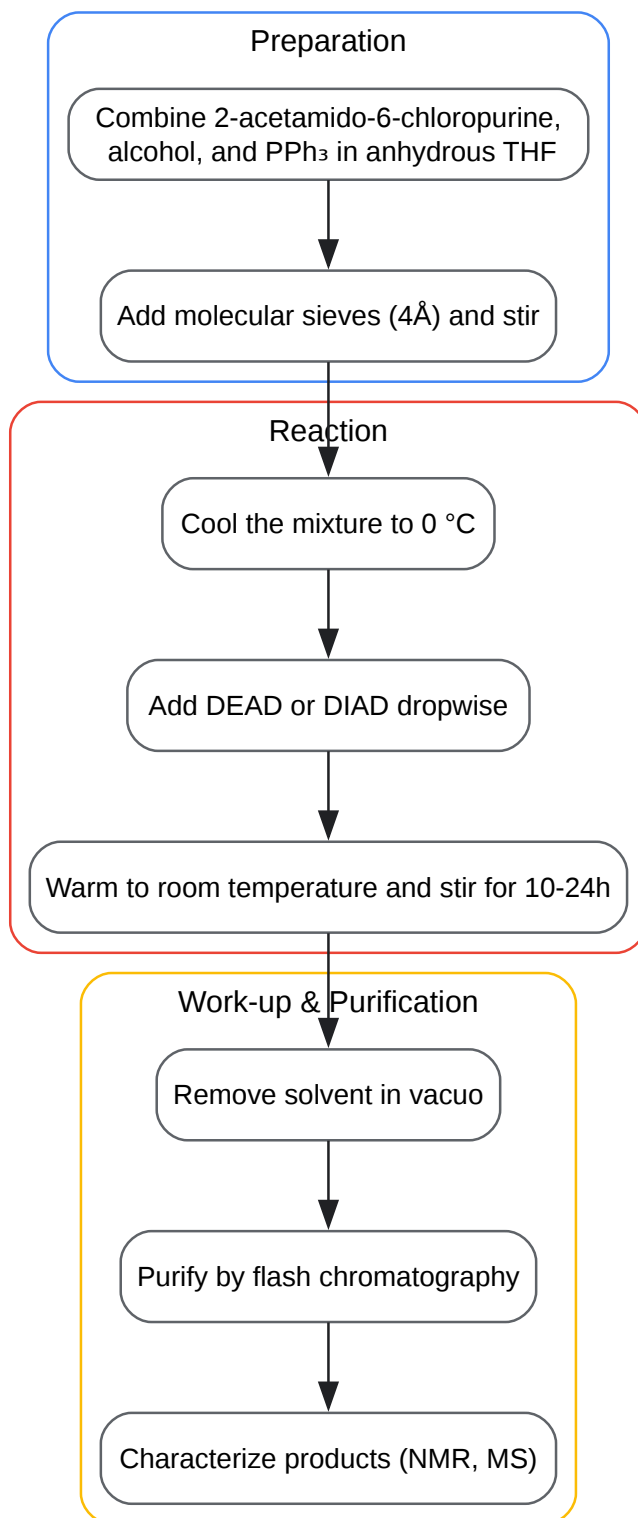 Preparation
Combine 2-acetamido-6-chloropurine,
alcohol, and PPh₃ in anhydrous THF
Add molecular sieves (4Å) and stir
Reaction
Cool the mixture to 0 °C
Add DEAD or DIAD dropwise
Warm to room temperature and stir for 10-24h
Work-up & Purification
Remove solvent in vacuo
Purify by flash chromatography
Characterize products (NMR, MS)